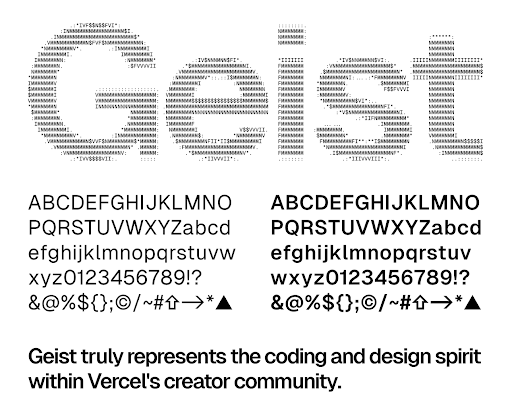 Geist
ABCDEFGHIJKLMNO
PQRSTUVWXYZabcd
efghijklmnopqrstuvw
xyz0123456789!?
&@%${};©/~#⇧→*▲
ABCDEFGHIJKLMNO
PQRSTUVWXYZabcd
efghijklmnopqrstuv
wxyz0123456789!?
&@%${};©/~#⇧→*▲
Geist truly represents the coding and design spirit
within Vercel's creator community.